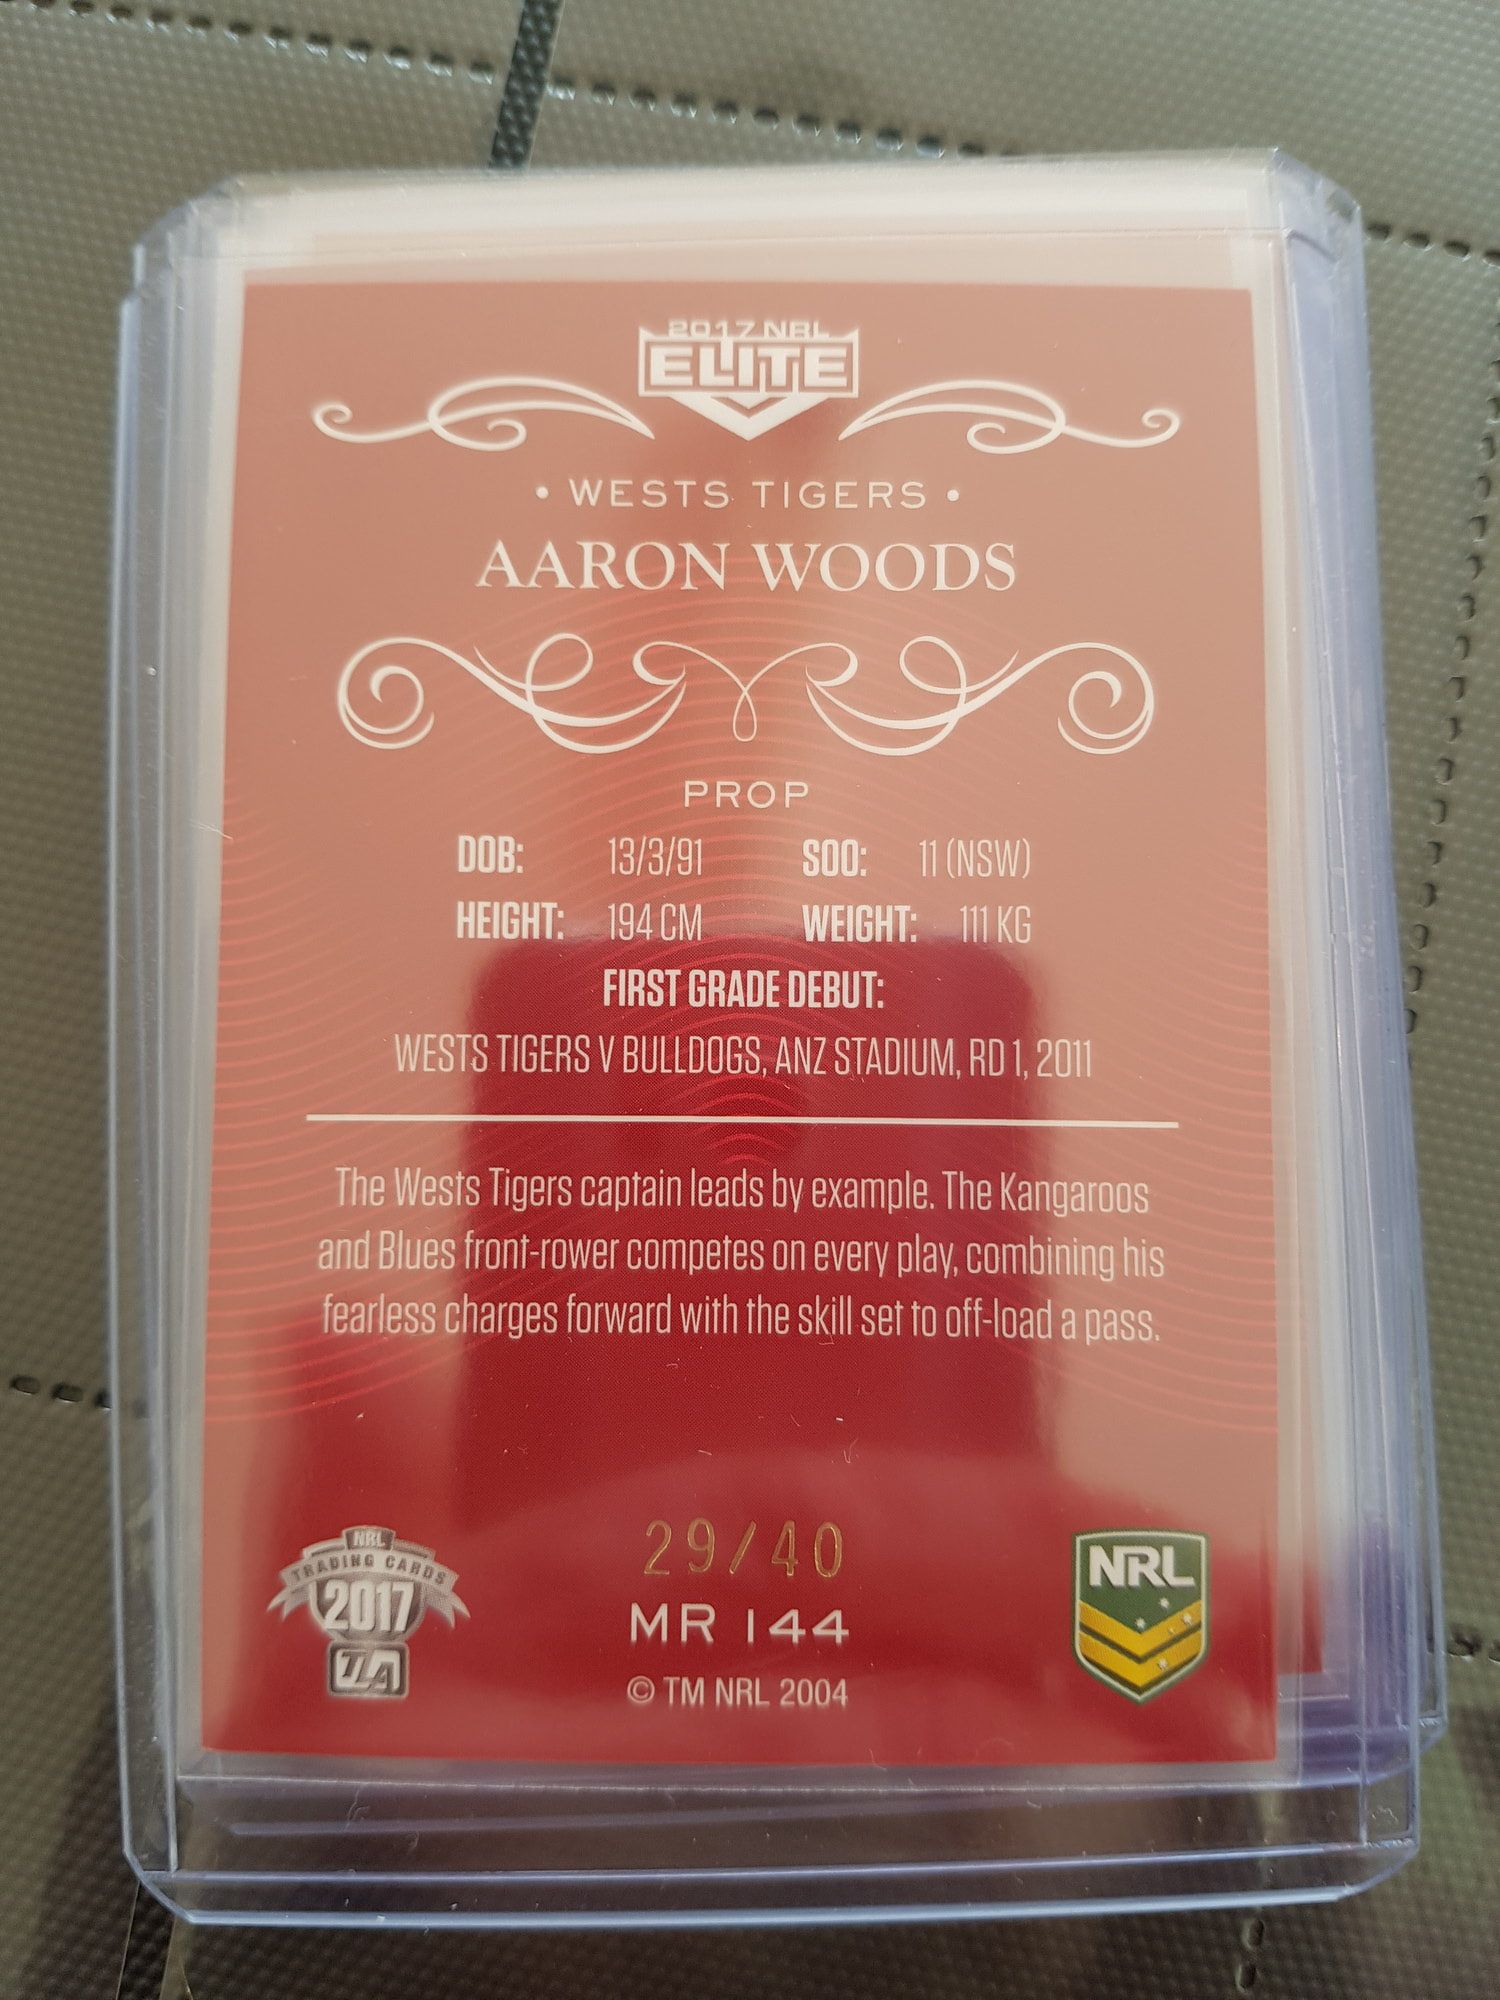 2017 NRL
ELITE
• WESTS TIGERS •
AARON WOODS
PROP
DOB: 13/3/91 SOO: 11 (NSW)
HEIGHT: 194 CM WEIGHT: 111 KG
FIRST GRADE DEBUT:
WESTS TIGERS V BULLDOGS, ANZ STADIUM, RD 1, 2011
The Wests Tigers captain leads by example. The Kangaroos
and Blues front-rower competes on every play, combining his
fearless charges forward with the skill set to off-load a pass.
NRL
TRADING CARDS
2017
TLA
29/40
MR 144
© TM NRL 2004
NRL